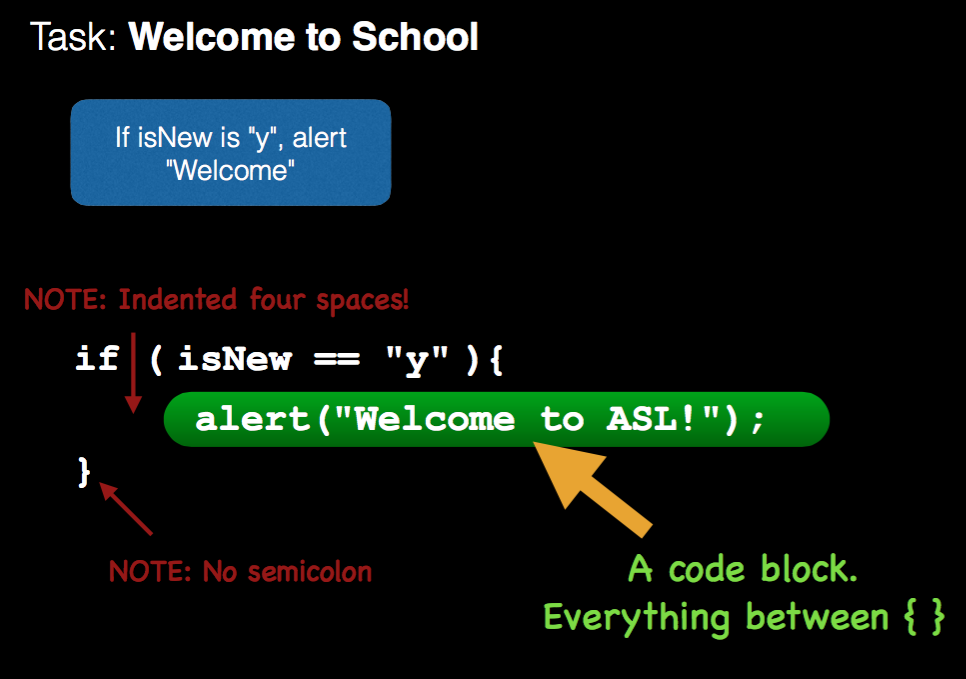 Task: Welcome to School
If isNew is "y", alert
"Welcome"
NOTE: Indented four spaces!
if ( isNew == "y" ){
alert("Welcome to ASL!");
}
NOTE: No semicolon
A code block.
Everything between { }